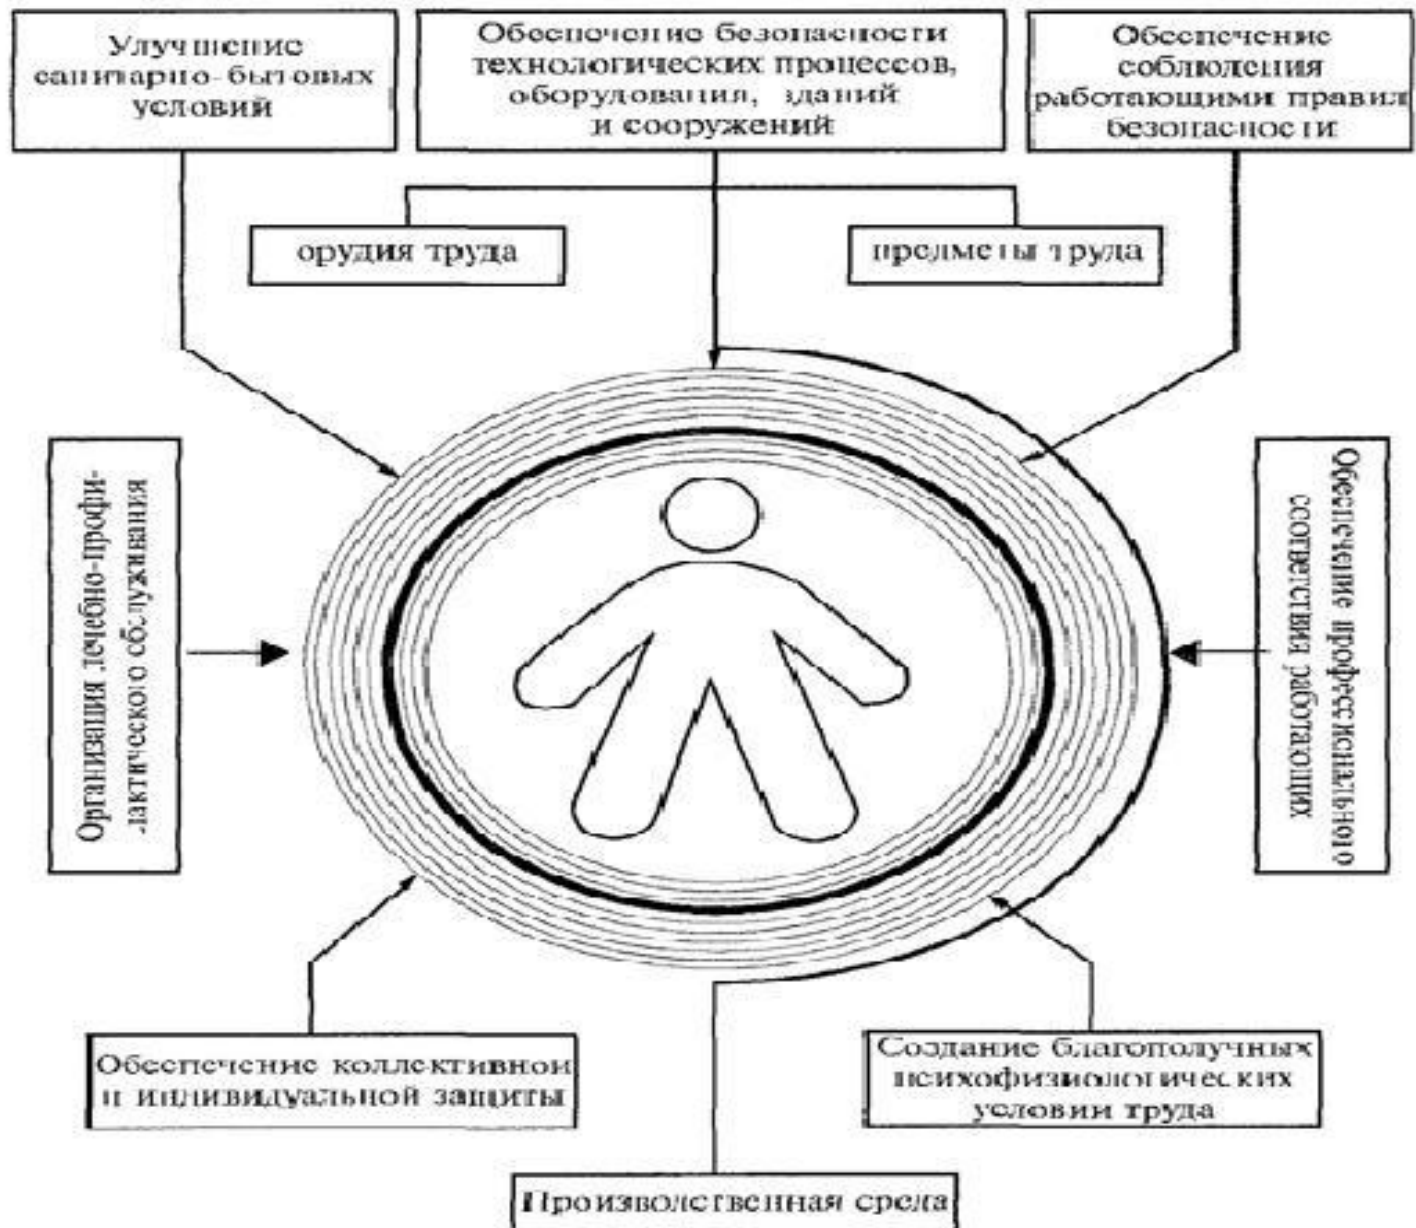 Улучшение
санитарно-бытовых
условий
Обеспечение безопасности
технологических процессов,
оборудования, зданий
и сооружений
Обеспечение
соблюдения
работающими правил
безопасности
орудия труда
предметы труда
Организация лечебно-профи-
лактического обслуживания
Обеспечение профессионального
соответствия работающих
Обеспечение коллективной
и индивидуальной защиты
Создание благополучных
психофизиологических
условий труда
Производственная среда